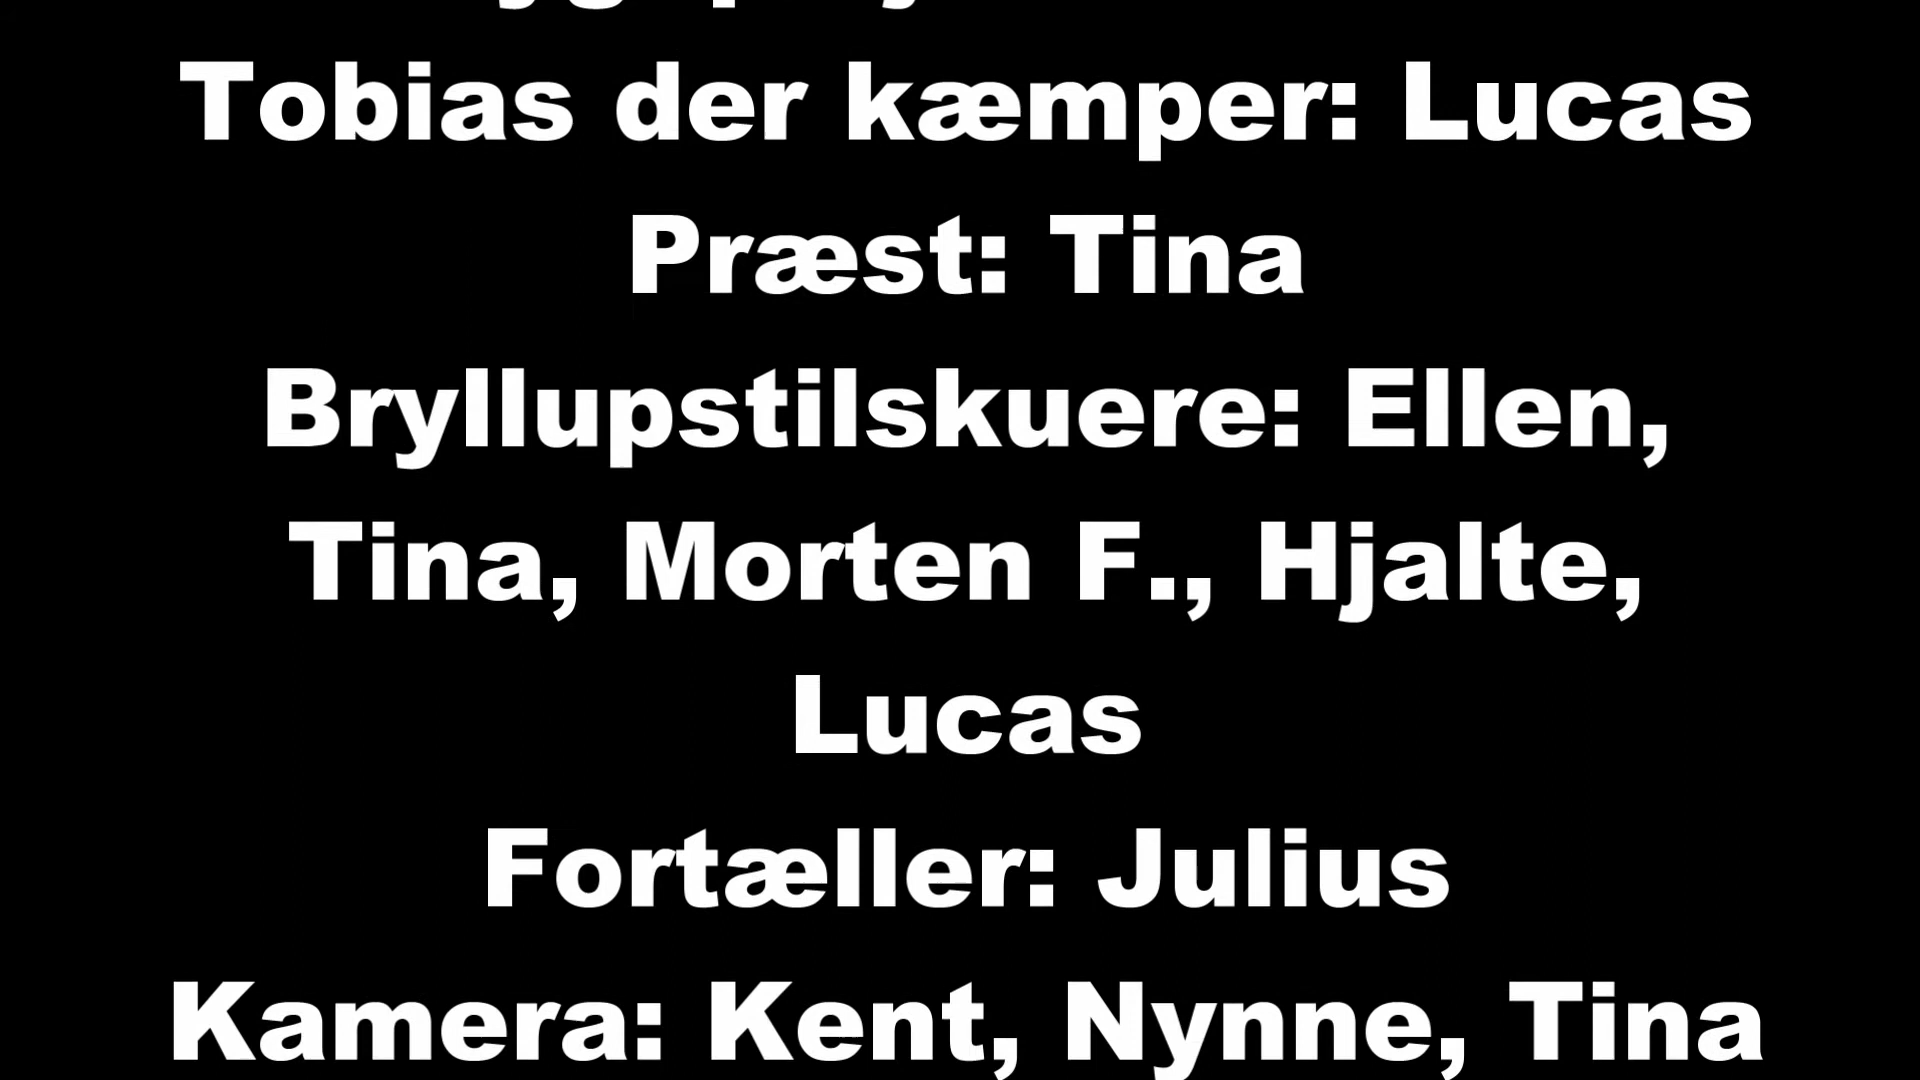 Tobias der kæmper: Lucas
Præst: Tina
Bryllupstilskuere: Ellen,
Tina, Morten F., Hjalte,
Lucas
Fortæller: Julius
Kamera: Kent, Nynne, Tina